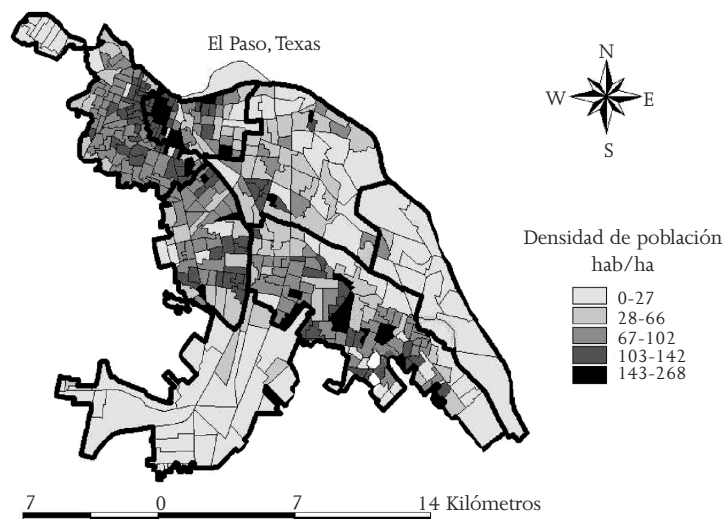 El Paso, Texas
N
W E
S
Densidad de población
hab/ha
0-27
28-66
67-102
103-142
143-268
7 0 7 14 Kilómetros